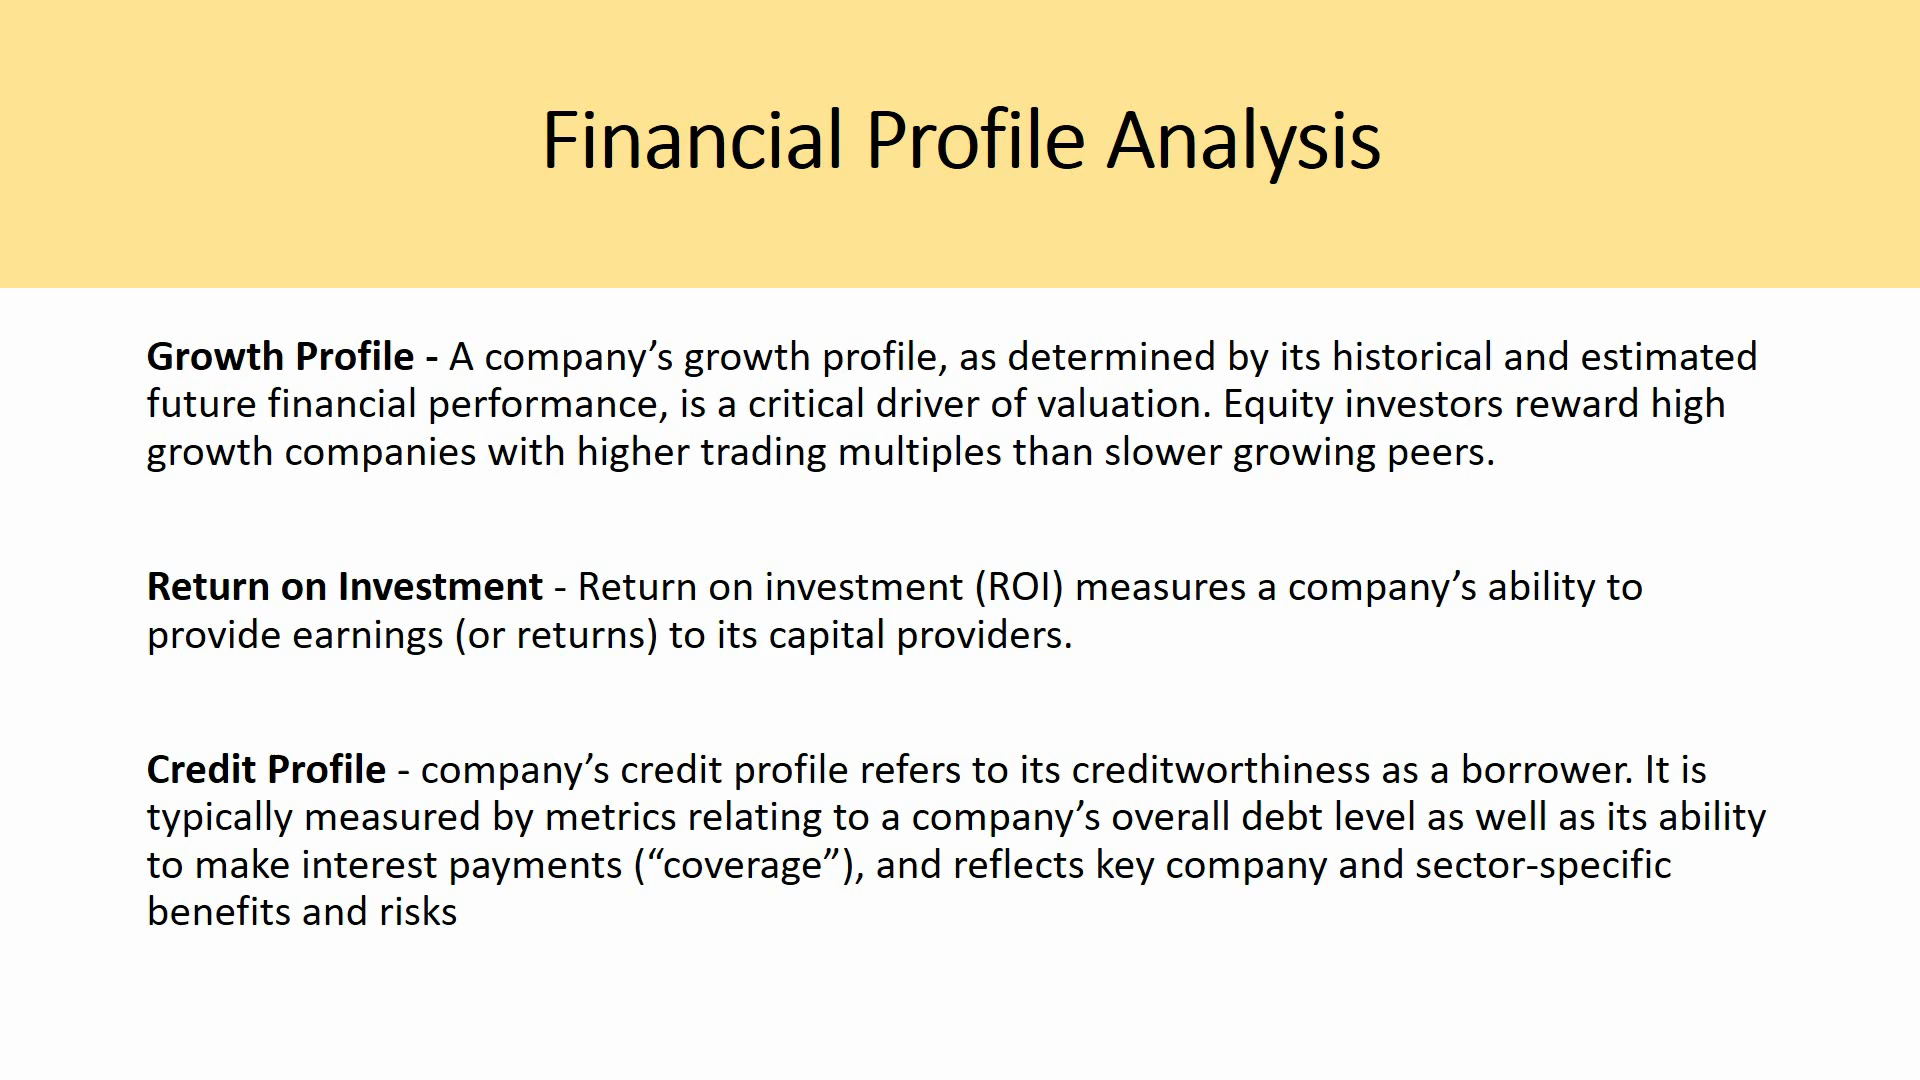 Financial Profile Analysis
Growth Profile - A company’s growth profile, as determined by its historical and estimated
future financial performance, is a critical driver of valuation. Equity investors reward high
growth companies with higher trading multiples than slower growing peers.
Return on Investment - Return on investment (ROI) measures a company’s ability to
provide earnings (or returns) to its capital providers.
Credit Profile - company’s credit profile refers to its creditworthiness as a borrower. It is
typically measured by metrics relating to a company’s overall debt level as well as its ability
to make interest payments (“coverage”), and reflects key company and sector-specific
benefits and risks